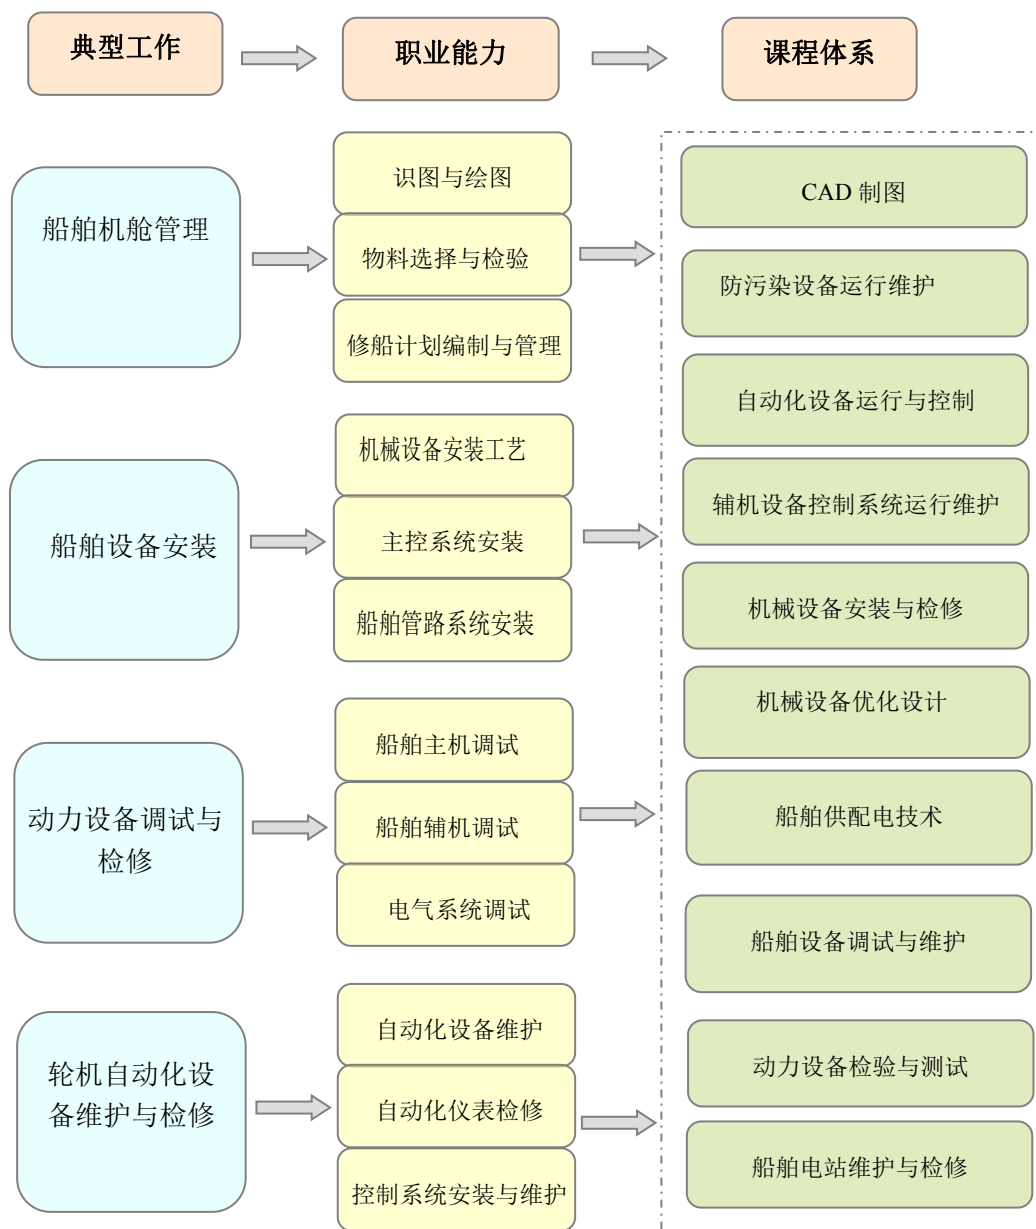 典型工作
职业能力
课程体系
船舶机舱管理
识图与绘图
物料选择与检验
修船计划编制与管理
船舶设备安装
机械设备安装工艺
主控系统安装
船舶管路系统安装
动力设备调试与
检修
船舶主机调试
船舶辅机调试
电气系统调试
轮机自动化设
备维护与检修
自动化设备维护
自动化仪表检修
控制系统安装与维护
CAD 制图
防污染设备运行维护
自动化设备运行与控制
辅机设备控制系统运行维护
机械设备安装与检修
机械设备优化设计
船舶供配电技术
船舶设备调试与维护
动力设备检验与测试
船舶电站维护与检修